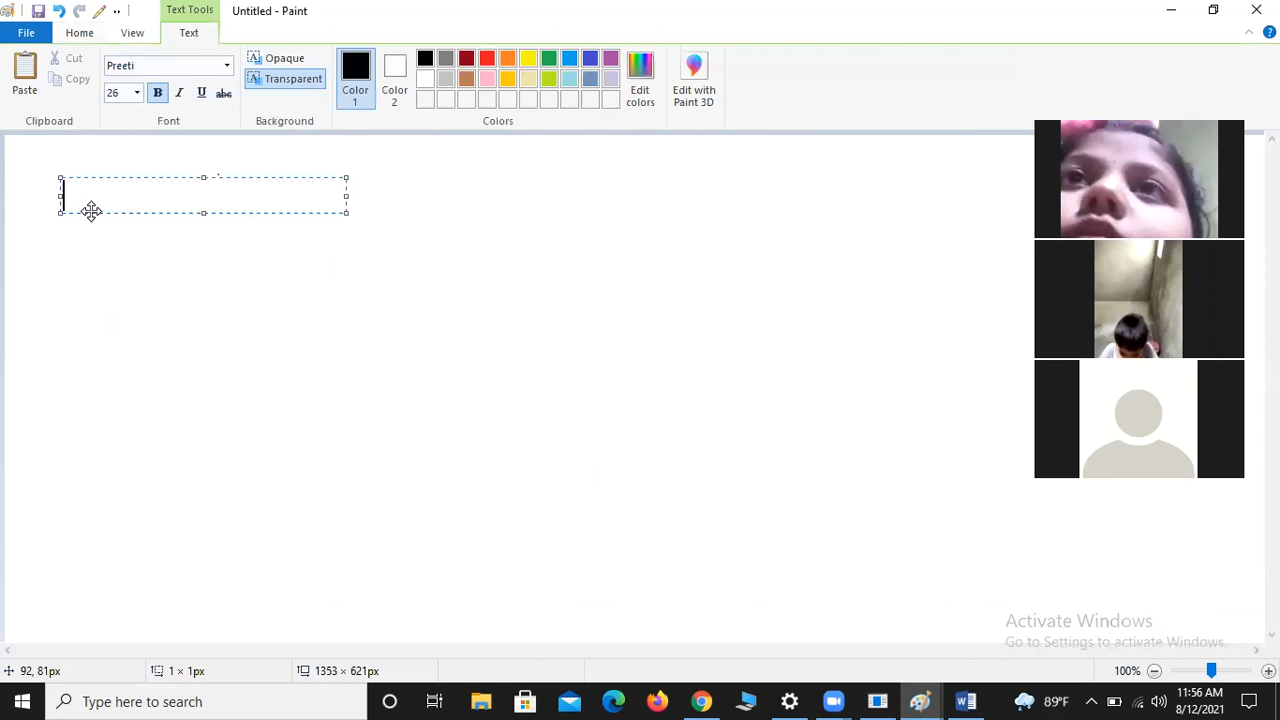 Text Tools
Untitled - Paint
File
Home
View
Text
Paste
Cut
Copy
Clipboard
Preeti
26
B
I
U
abc
Font
Opaque
Transparent
Background
Color 1
Color 2
Edit colors
Colors
Edit with Paint 3D
Activate Windows
Go to Settings to activate Windows.
92, 81px
1 × 1px
1353 × 621px
100%
Type here to search
89°F
11:56 AM
8/12/2021